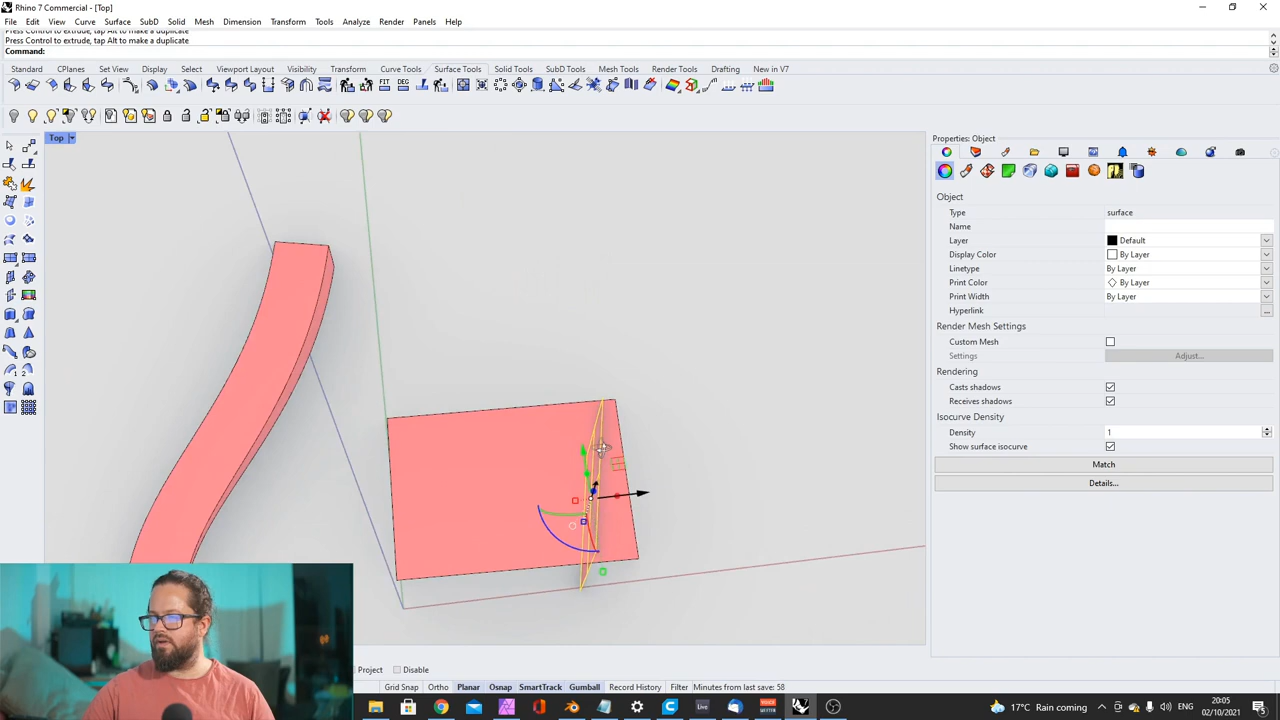 Rhino 7 Commercial - [Top]
File Edit View Curve Surface SubD Solid Mesh Dimension Transform Tools Analyze Render Panels Help
Press Control to extrude, tap Alt to make a duplicate
Press Control to extrude, tap Alt to make a duplicate
Command:
Standard CPlanes Set View Display Select Viewport Layout Visibility Transform Curve Tools Surface Tools Solid Tools SubD Tools Mesh Tools Render Tools Drafting New in V7
FIT DEG
Top
Properties: Object
Object
Type surface
Name
Layer Default
Display Color By Layer
Linetype By Layer
Print Color By Layer
Print Width By Layer
Hyperlink ...
Render Mesh Settings
Custom Mesh
Settings Adjust...
Rendering
Casts shadows
Receives shadows
Isocurve Density
Density 1
Show surface isocurve
Match
Details...
Project Disable
Grid Snap Ortho Planar Osnap SmartTrack Gumball Record History Filter Minutes from last save: 58
Live
17°C Rain coming
20:05
02/10/2021